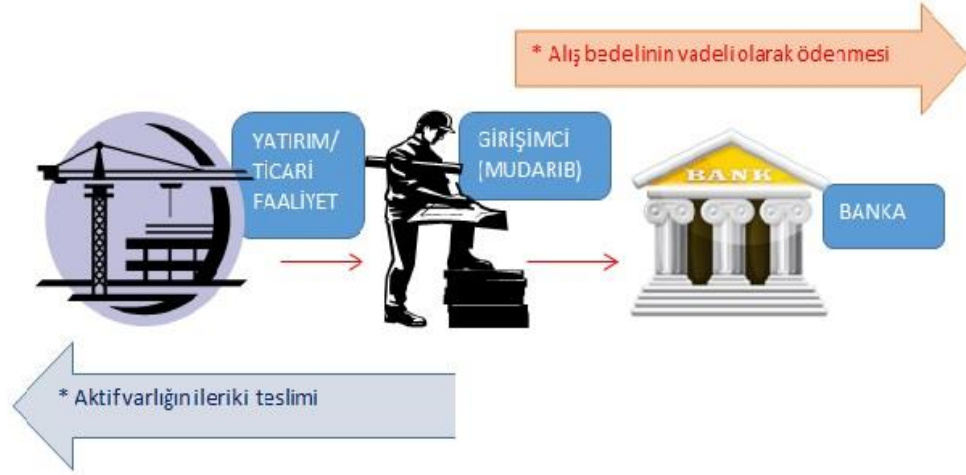 * Alış bedelinin vadeli olarak ödenmesi
YATIRIM/
TİCARİ
FAALİYET
GİRİŞİMCİ
(MUDARIB)
BANK
BANKA
* Aktif varlığın ileriki teslimi